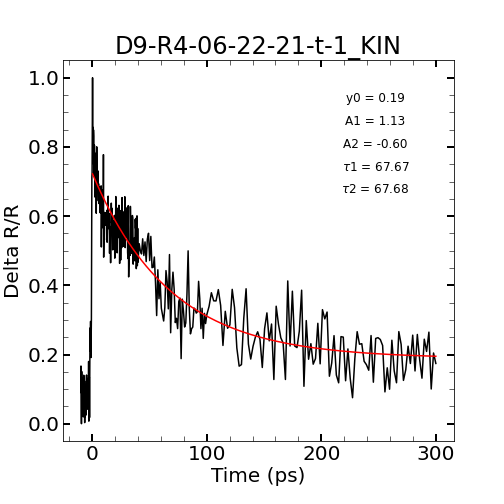 D9-R4-06-22-21-t-1_KIN
y0 = 0.19
A1 = 1.13
A2 = -0.60
τ1 = 67.67
τ2 = 67.68
Delta R/R
1.0
0.8
0.6
0.4
0.2
0.0
0 100 200 300
Time (ps)